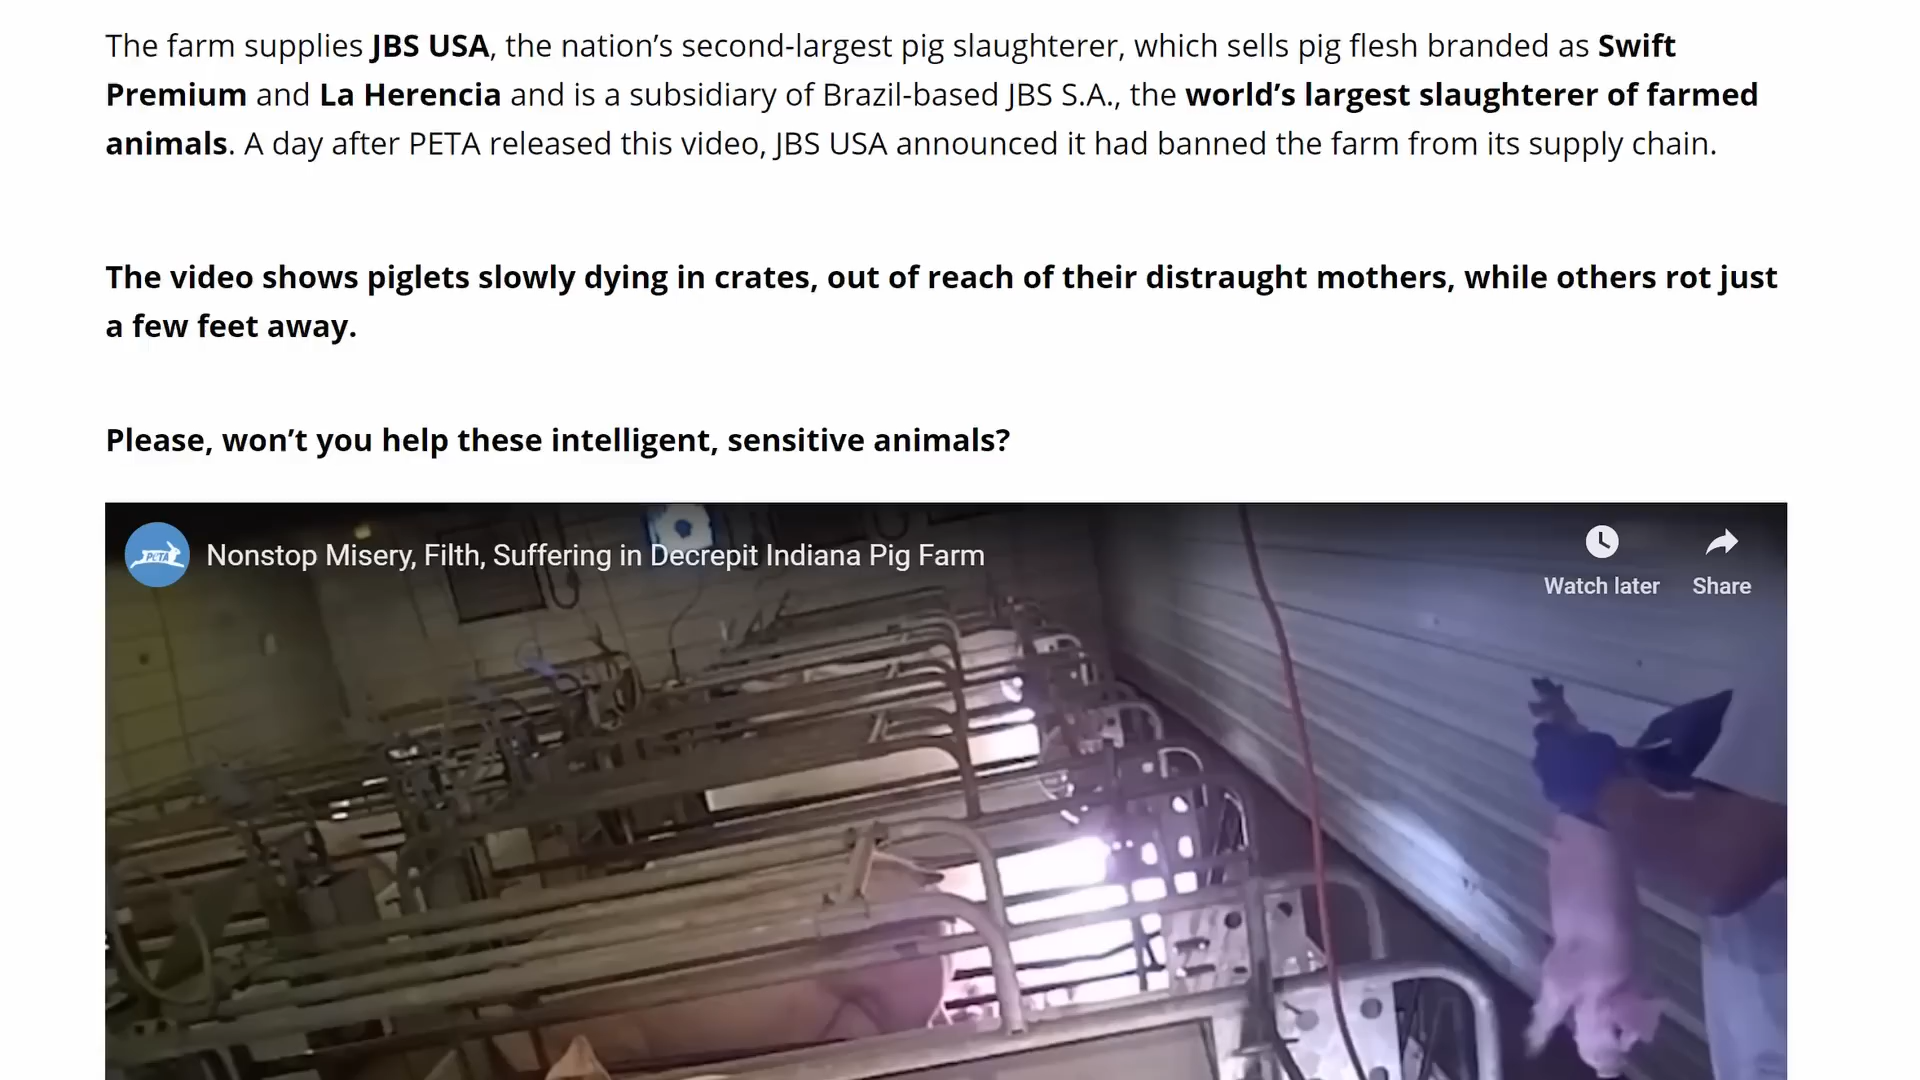 The farm supplies JBS USA, the nation’s second-largest pig slaughterer, which sells pig flesh branded as Swift
Premium and La Herencia and is a subsidiary of Brazil-based JBS S.A., the world’s largest slaughterer of farmed
animals. A day after PETA released this video, JBS USA announced it had banned the farm from its supply chain.
The video shows piglets slowly dying in crates, out of reach of their distraught mothers, while others rot just
a few feet away.
Please, won’t you help these intelligent, sensitive animals?
PETA
Nonstop Misery, Filth, Suffering in Decrepit Indiana Pig Farm
Watch later
Share